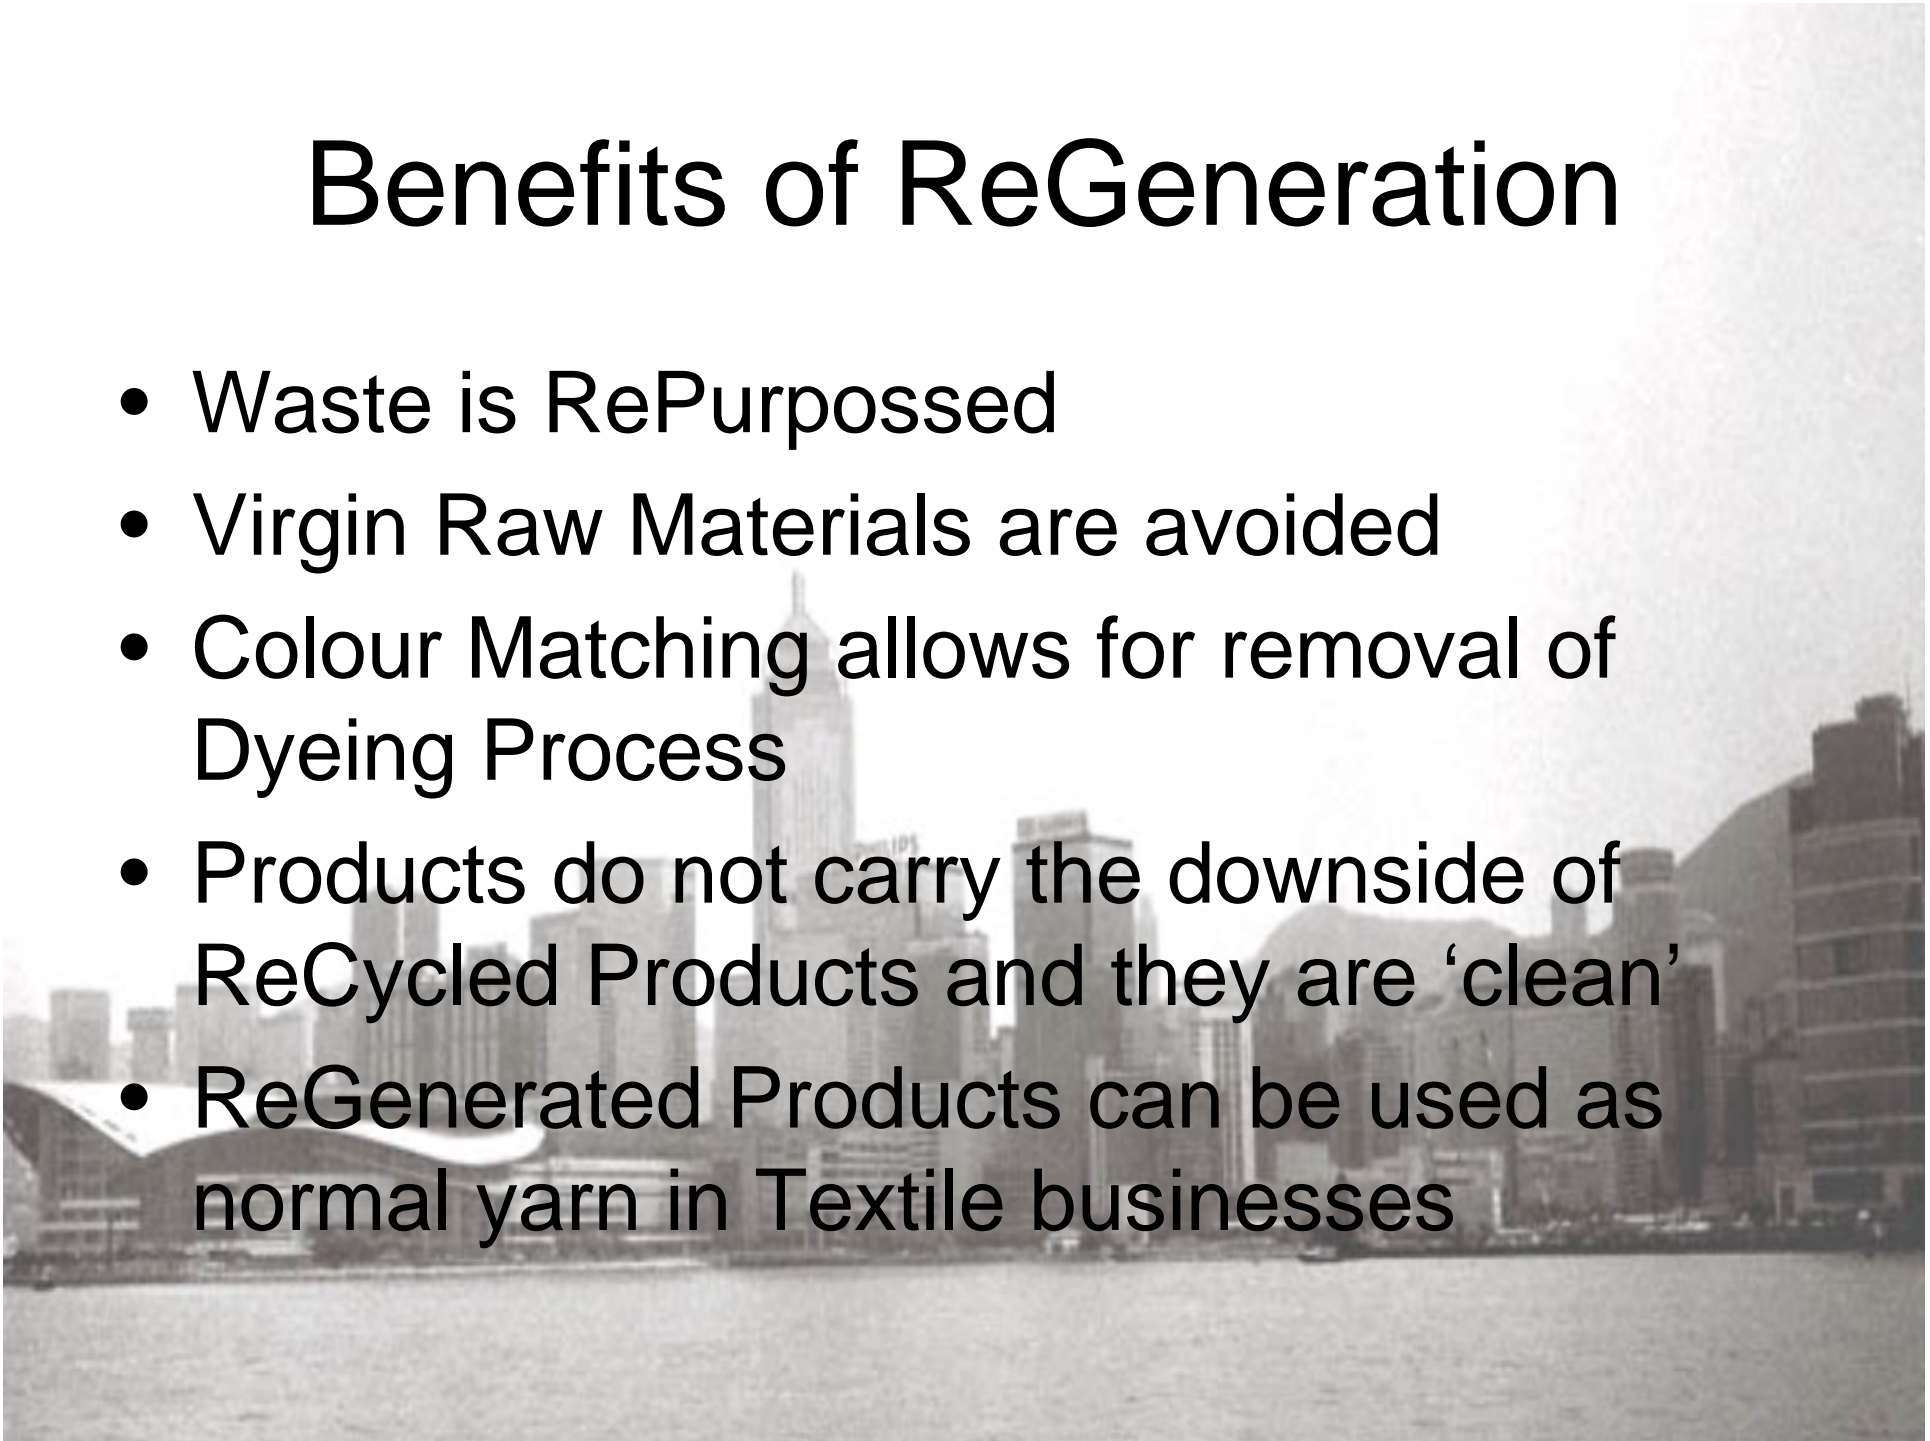 Benefits of ReGeneration
• Waste is RePurpossed
• Virgin Raw Materials are avoided
• Colour Matching allows for removal of
Dyeing Process
• Products do not carry the downside of
ReCycled Products and they are ‘clean’
• ReGenerated Products can be used as
normal yarn in Textile businesses